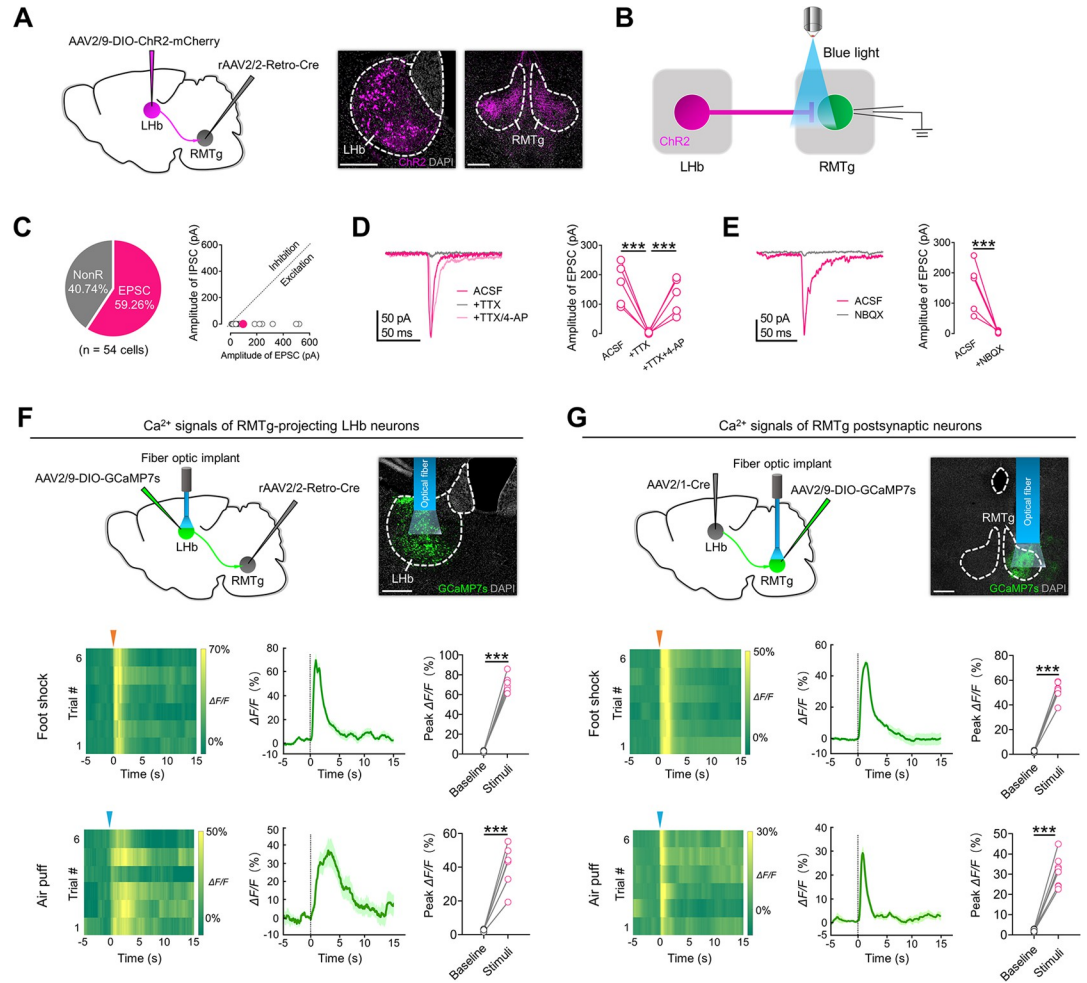 A
AAV2/9-DIO-ChR2-mCherry
rAAV2/2-Retro-Cre
LHb
RMTg
LHb
ChR2 DAPI
RMTg
B
Blue light
ChR2
LHb
RMTg
C
NonR
40.74%
EPSC
59.26%
(n = 54 cells)
Amplitude of IPSC (pA)
600
400
200
0
Inhibition
Excitation
0 200 400 600
Amplitude of EPSC (pA)
D
50 pA
50 ms
ACSF
+TTX
+TTX/4-AP
Amplitude of EPSC (pA)
300
200
100
0
*** ***
ACSF
+TTX
+TTX+4-AP
E
50 pA
50 ms
ACSF
NBQX
Amplitude of EPSC (pA)
300
200
100
0
***
ACSF
+NBQX
F
Ca²⁺ signals of RMTg-projecting LHb neurons
Fiber optic implant
AAV2/9-DIO-GCaMP7s
rAAV2/2-Retro-Cre
LHb
RMTg
Optical fiber
LHb
GCaMP7s DAPI
Foot shock
Trial #
6
1
-5 0 5 10 15
Time (s)
70%
ΔF/F
0%
ΔF/F (%)
80
60
40
20
0
-10
-5 0 5 10 15
Time (s)
Peak ΔF/F (%)
100
80
60
40
20
0
***
Baseline
Stimuli
Air puff
Trial #
6
1
-5 0 5 10 15
Time (s)
50%
ΔF/F
0%
ΔF/F (%)
50
40
30
20
10
0
-10
-5 0 5 10 15
Time (s)
Peak ΔF/F (%)
60
40
20
0
***
Baseline
Stimuli
G
Ca²⁺ signals of RMTg postsynaptic neurons
Fiber optic implant
AAV2/1-Cre
AAV2/9-DIO-GCaMP7s
LHb
RMTg
Optical fiber
RMTg
GCaMP7s DAPI
Foot shock
Trial #
6
1
-5 0 5 10 15
Time (s)
50%
ΔF/F
0%
ΔF/F (%)
60
40
20
0
-10
-5 0 5 10 15
Time (s)
Peak ΔF/F (%)
80
60
40
20
0
***
Baseline
Stimuli
Air puff
Trial #
6
1
-5 0 5 10 15
Time (s)
30%
ΔF/F
0%
ΔF/F (%)
40
30
20
10
0
-5
-5 0 5 10 15
Time (s)
Peak ΔF/F (%)
50
40
30
20
10
0
***
Baseline
Stimuli